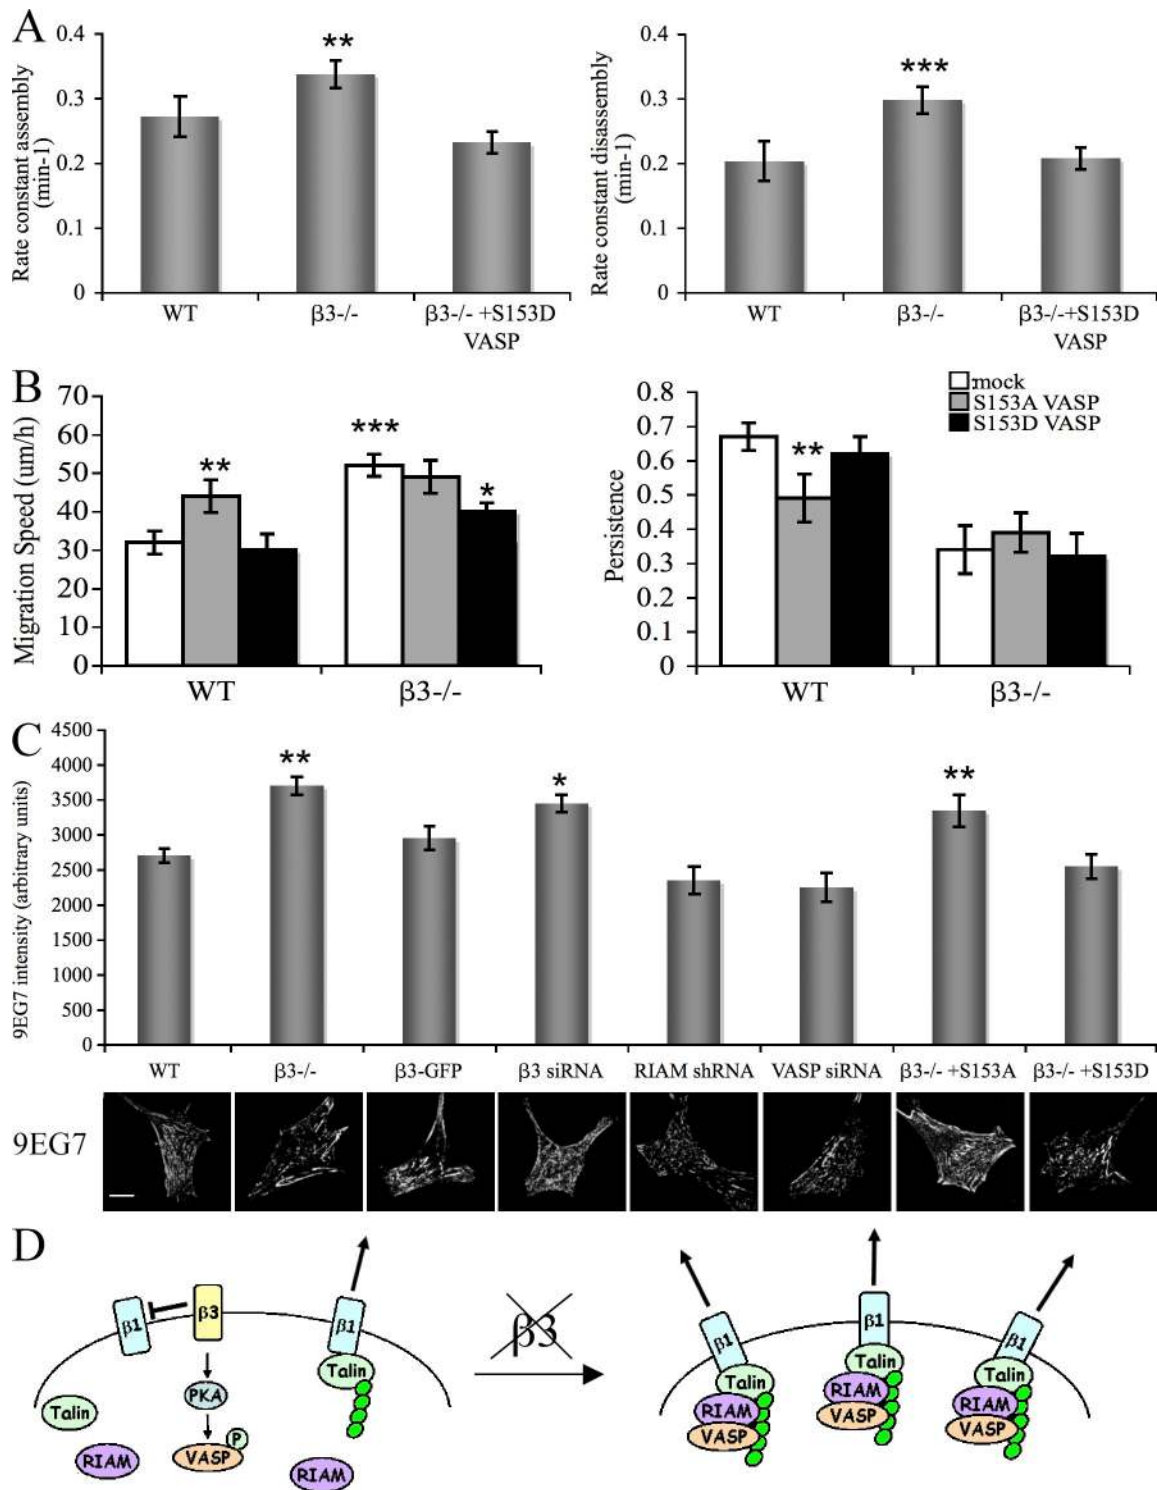 A
Rate constant assembly
(min-1)
0.4
0.3
0.2
0.1
0
**
WT
β3-/-
β3-/- +S153D
VASP
Rate constant disassembly
(min-1)
0.4
0.3
0.2
0.1
0
***
WT
β3-/-
β3-/-+S153D
VASP
B
Migration Speed (um/h)
70
60
50
40
30
20
10
0
**
***
*
WT
β3-/-
Persistence
0.8
0.7
0.6
0.5
0.4
0.3
0.2
0.1
0
**
WT
β3-/-
mock
S153A VASP
S153D VASP
C
9EG7 intensity (arbitrary units)
4500
4000
3500
3000
2500
2000
1500
1000
500
0
**
*
**
WT
β3-/-
β3-GFP
β3 siRNA
RIAM shRNA
VASP siRNA
β3-/- +S153A
β3-/- +S153D
9EG7
D
β1
β3
β1
Talin
PKA
Talin
P
RIAM
VASP
RIAM
β3
β1
Talin
RIAM
VASP
β1
Talin
RIAM
VASP
β1
Talin
RIAM
VASP